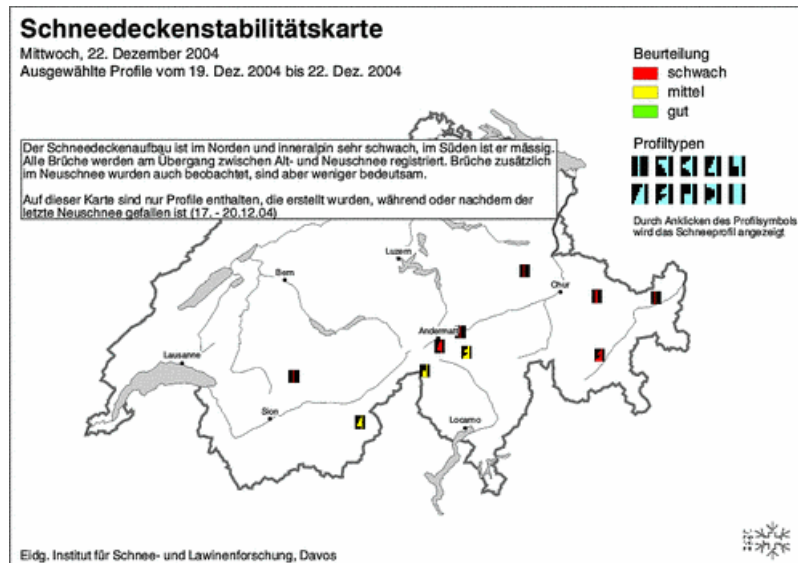 Schneedeckenstabilitätskarte
Mittwoch, 22. Dezember 2004
Ausgewählte Profile vom 19. Dez. 2004 bis 22. Dez. 2004
Beurteilung
schwach
mittel
gut
Profiltypen
Durch Anklicken des Profilsymbols
wird das Schneeprofil angezeigt
Der Schneedeckenaufbau ist im Norden und inneralpin sehr schwach, im Süden ist er mässig.
Alle Brüche werden am Übergang zwischen Alt- und Neuschnee registriert. Brüche zusätzlich
im Neuschnee wurden auch beobachtet, sind aber weniger bedeutsam.
Auf dieser Karte sind nur Profile enthalten, die erstellt wurden, während oder nachdem der
letzte Neuschnee gefallen ist (17. - 20.12.04)
Luzern
Bern
Chur
Andermatt
Lausanne
Sion
Locarno
Eidg. Institut für Schnee- und Lawinenforschung, Davos